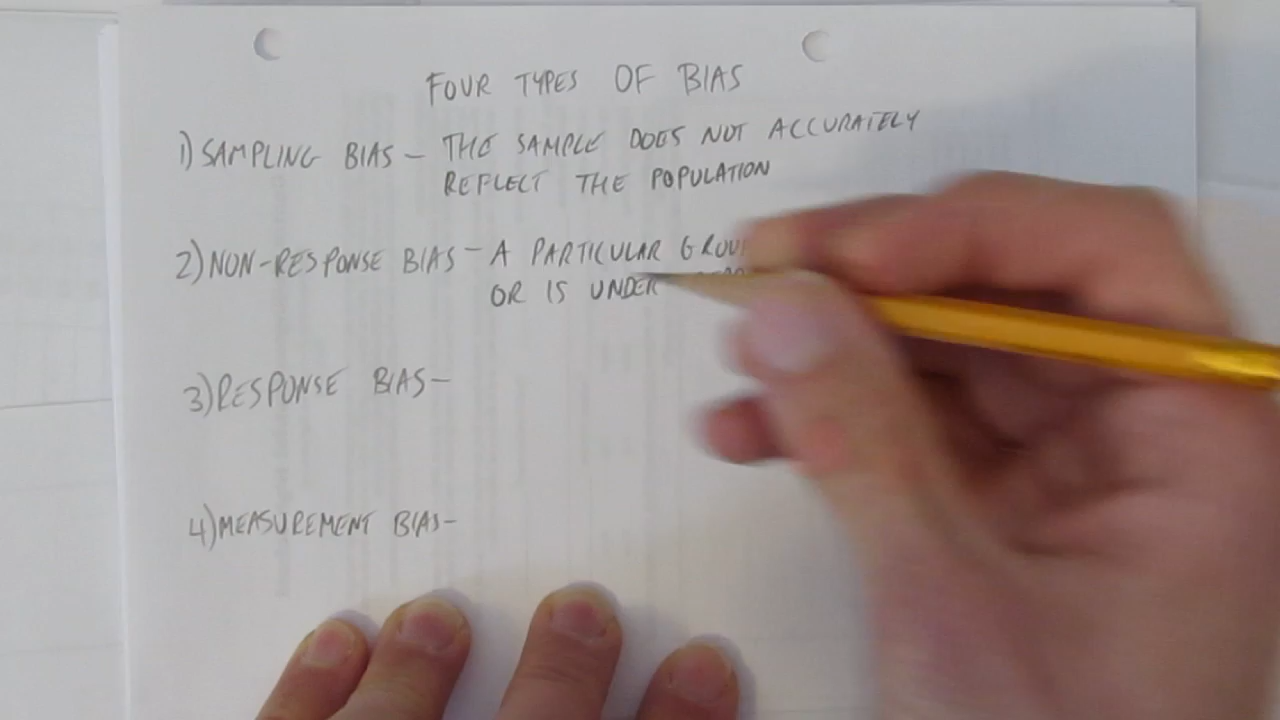 FOUR TYPES OF BIAS
1) SAMPLING BIAS – THE SAMPLE DOES NOT ACCURATELY
REFLECT THE POPULATION
2) NON-RESPONSE BIAS – A PARTICULAR
OR IS UNDER
3) RESPONSE BIAS –
4) MEASUREMENT BIAS –